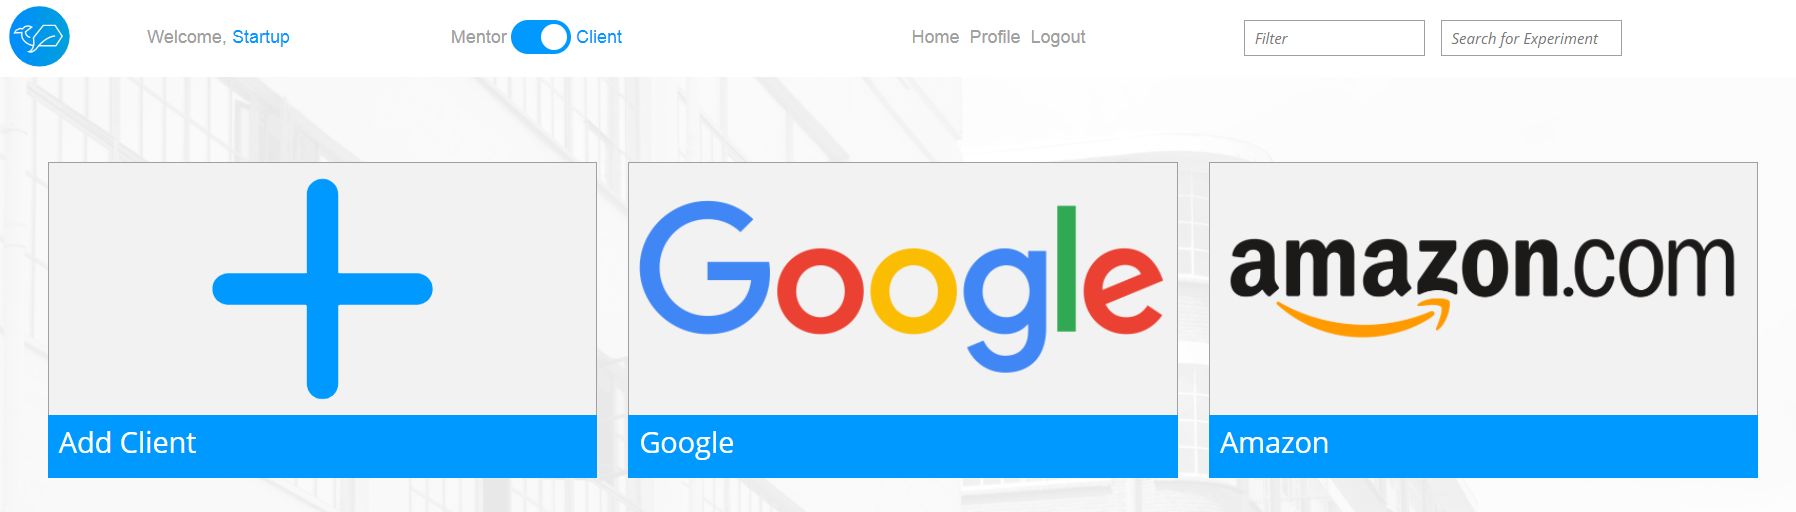 Welcome, Startup
Mentor Client
Home Profile Logout
Filter
Search for Experiment
Google
amazon.com
Add Client
Google
Amazon